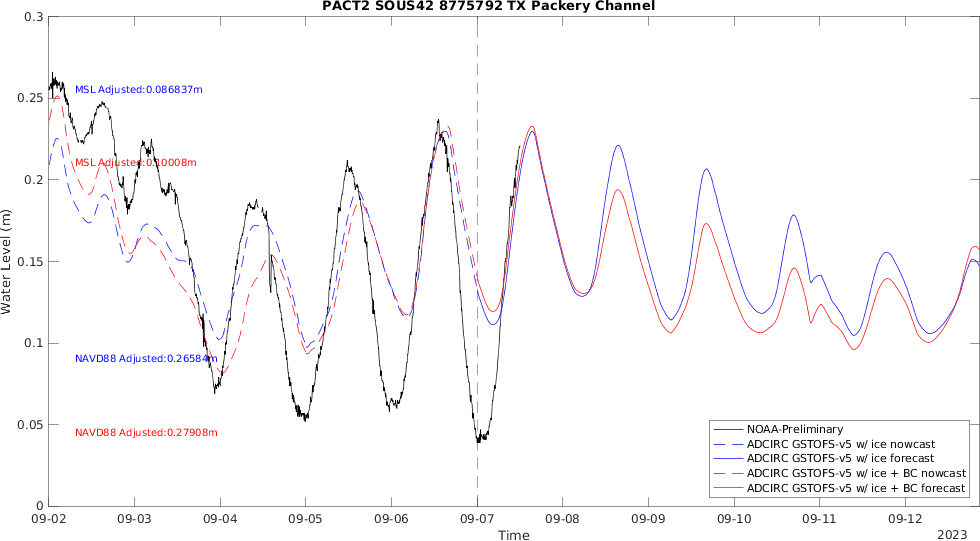 PACT2 SOUS42 8775792 TX Packery Channel
0.3
0.25
0.2
0.15
0.1
0.05
0
Water Level (m)
MSL Adjusted:0.086837m
MSL Adjusted:0.10008m
NAVD88 Adjusted:0.26584m
NAVD88 Adjusted:0.27908m
NOAA-Preliminary
ADCIRC GSTOFS-v5 w/ ice nowcast
ADCIRC GSTOFS-v5 w/ ice forecast
ADCIRC GSTOFS-v5 w/ ice + BC nowcast
ADCIRC GSTOFS-v5 w/ ice + BC forecast
09-02 09-03 09-04 09-05 09-06 09-07 09-08 09-09 09-10 09-11 09-12
Time
2023